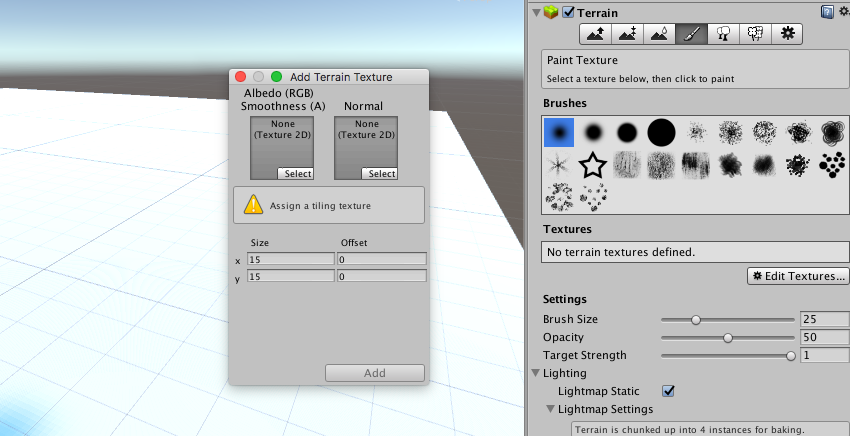 Add Terrain Texture
Albedo (RGB)
Smoothness (A) Normal
None
(Texture 2D)
Select
None
(Texture 2D)
Select
Assign a tiling texture
Size Offset
x 15 0
y 15 0
Add
Terrain
Paint Texture
Select a texture below, then click to paint
Brushes
Textures
No terrain textures defined.
Edit Textures...
Settings
Brush Size 25
Opacity 50
Target Strength 1
Lighting
Lightmap Static
Lightmap Settings
Terrain is chunked up into 4 instances for baking.